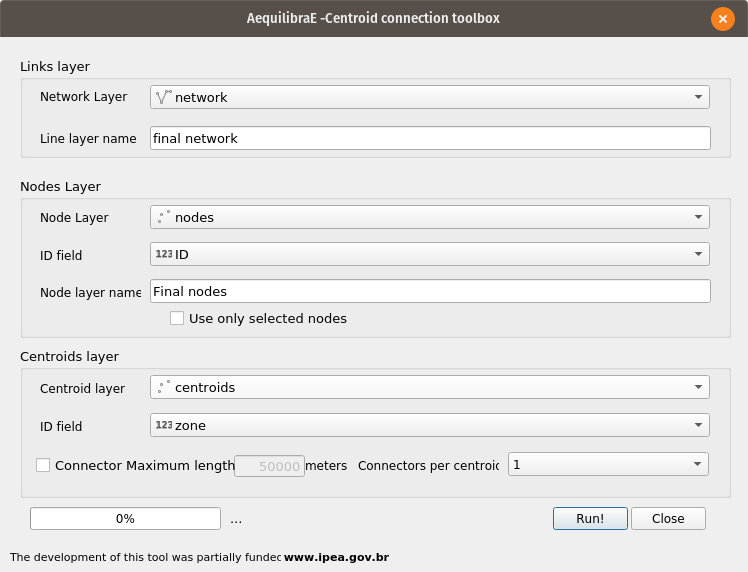 AequilibraE -Centroid connection toolbox
Links layer
Network Layer network
Line layer name final network
Nodes Layer
Node Layer nodes
ID field 123 ID
Node layer name Final nodes
Use only selected nodes
Centroids layer
Centroid layer centroids
ID field 123 zone
Connector Maximum length 50000 meters Connectors per centroid 1
0% ... Run! Close
The development of this tool was partially funded www.ipea.gov.br